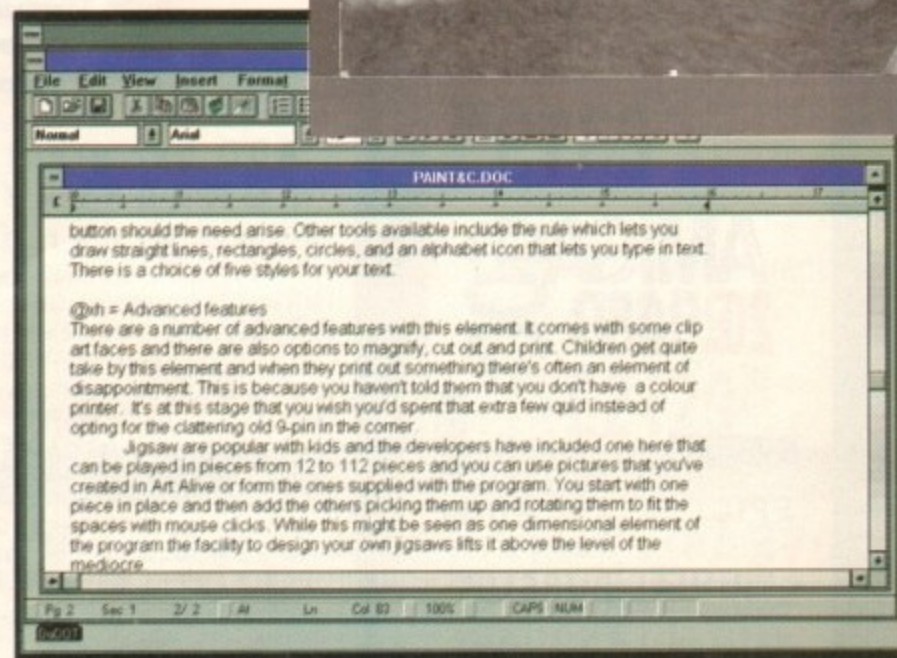 File Edit View Insert Format
Normal Arial
PAINT&C.DOC
11 12 13 14 15 16 17
button should the need arise. Other tools available include the rule which lets you
draw straight lines, rectangles, circles, and an alphabet icon that lets you type in text.
There is a choice of five styles for your text.
@xh = Advanced features
There are a number of advanced features with this element. It comes with some clip
art faces and there are also options to magnify, cut out and print. Children get quite
take by this element and when they print out something there's often an element of
disappointment. This is because you haven't told them that you don't have a colour
printer. It's at this stage that you wish you'd spent that extra few quid instead of
opting for the clattering old 9-pin in the corner.
Jigsaw are popular with kids and the developers have included one here that
can be played in pieces from 12 to 112 pieces and you can use pictures that you've
created in Art Alive or form the ones supplied with the program. You start with one
piece in place and then add the others picking them up and rotating them to fit the
spaces with mouse clicks. While this might be seen as one dimensional element of
the program the facility to design your own jigsaws lifts it above the level of the
mediocre
Pg 2 Sec 1 2/ 2 At Ln Col 83 100% CAPS NUM